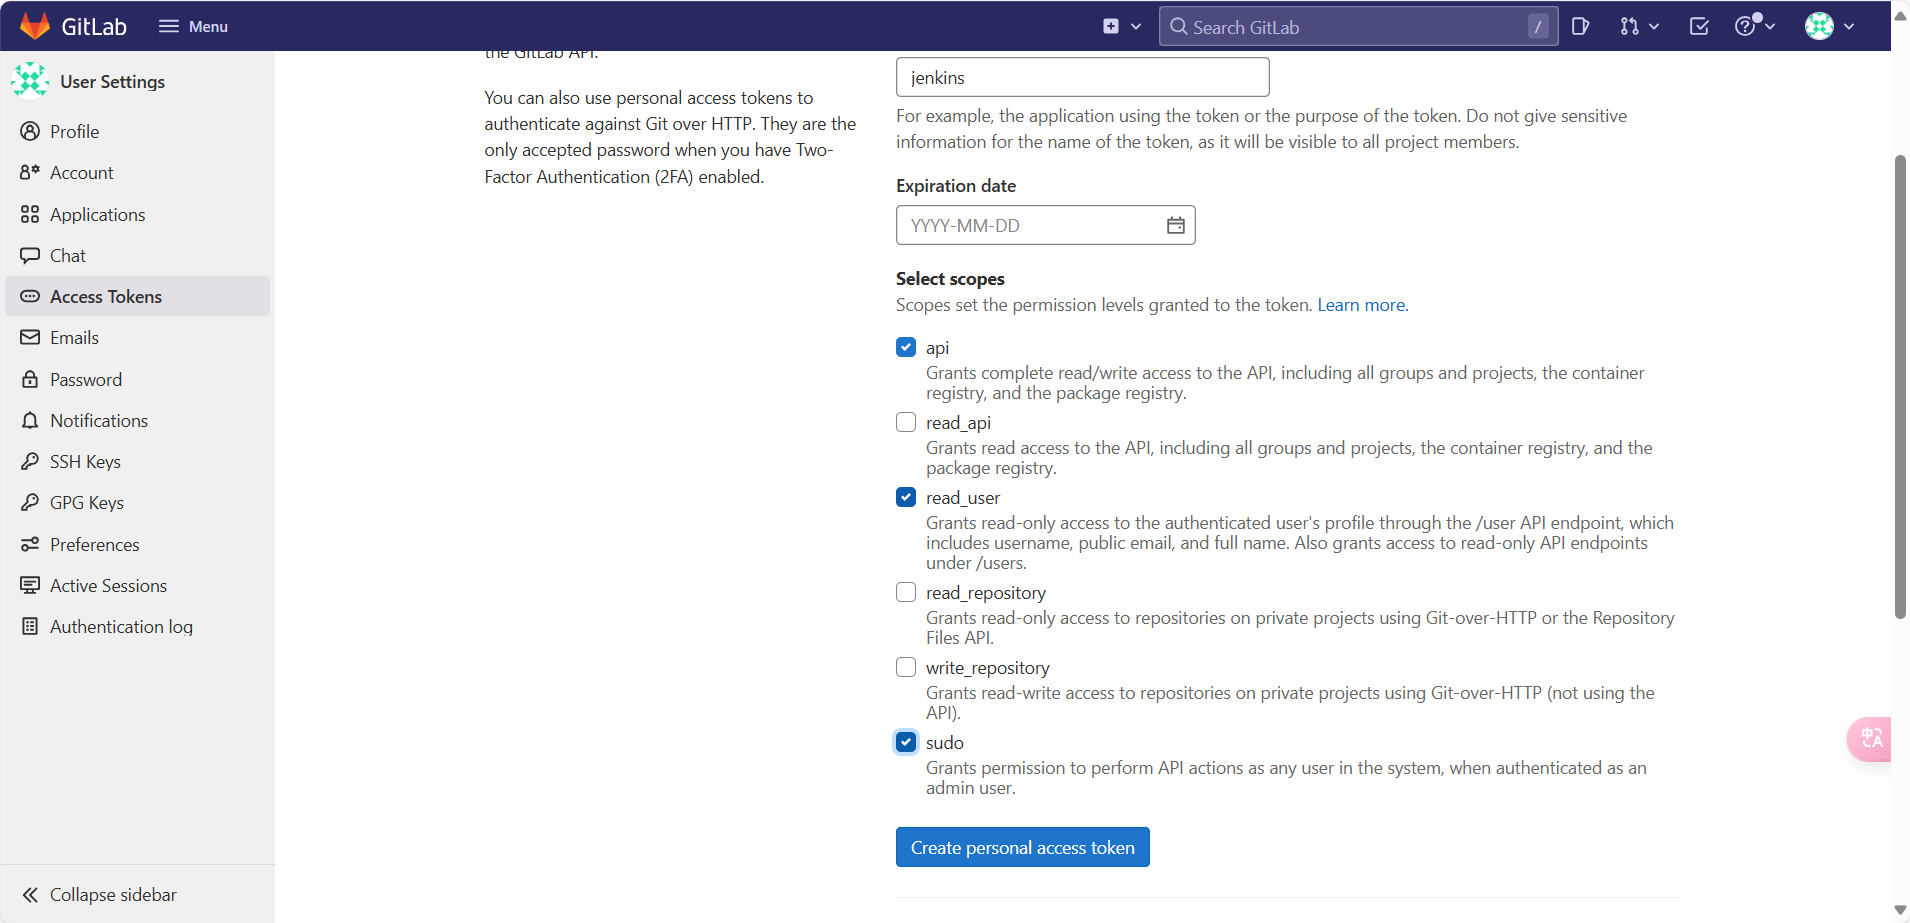 GitLab
Menu
Search GitLab
/
User Settings
Profile
Account
Applications
Chat
Access Tokens
Emails
Password
Notifications
SSH Keys
GPG Keys
Preferences
Active Sessions
Authentication log
Collapse sidebar
the GitLab API.
You can also use personal access tokens to
authenticate against Git over HTTP. They are the
only accepted password when you have Two-
Factor Authentication (2FA) enabled.
jenkins
For example, the application using the token or the purpose of the token. Do not give sensitive
information for the name of the token, as it will be visible to all project members.
Expiration date
YYYY-MM-DD
Select scopes
Scopes set the permission levels granted to the token. Learn more.
api
Grants complete read/write access to the API, including all groups and projects, the container
registry, and the package registry.
read_api
Grants read access to the API, including all groups and projects, the container registry, and the
package registry.
read_user
Grants read-only access to the authenticated user's profile through the /user API endpoint, which
includes username, public email, and full name. Also grants access to read-only API endpoints
under /users.
read_repository
Grants read-only access to repositories on private projects using Git-over-HTTP or the Repository
Files API.
write_repository
Grants read-write access to repositories on private projects using Git-over-HTTP (not using the
API).
sudo
Grants permission to perform API actions as any user in the system, when authenticated as an
admin user.
Create personal access token
中A